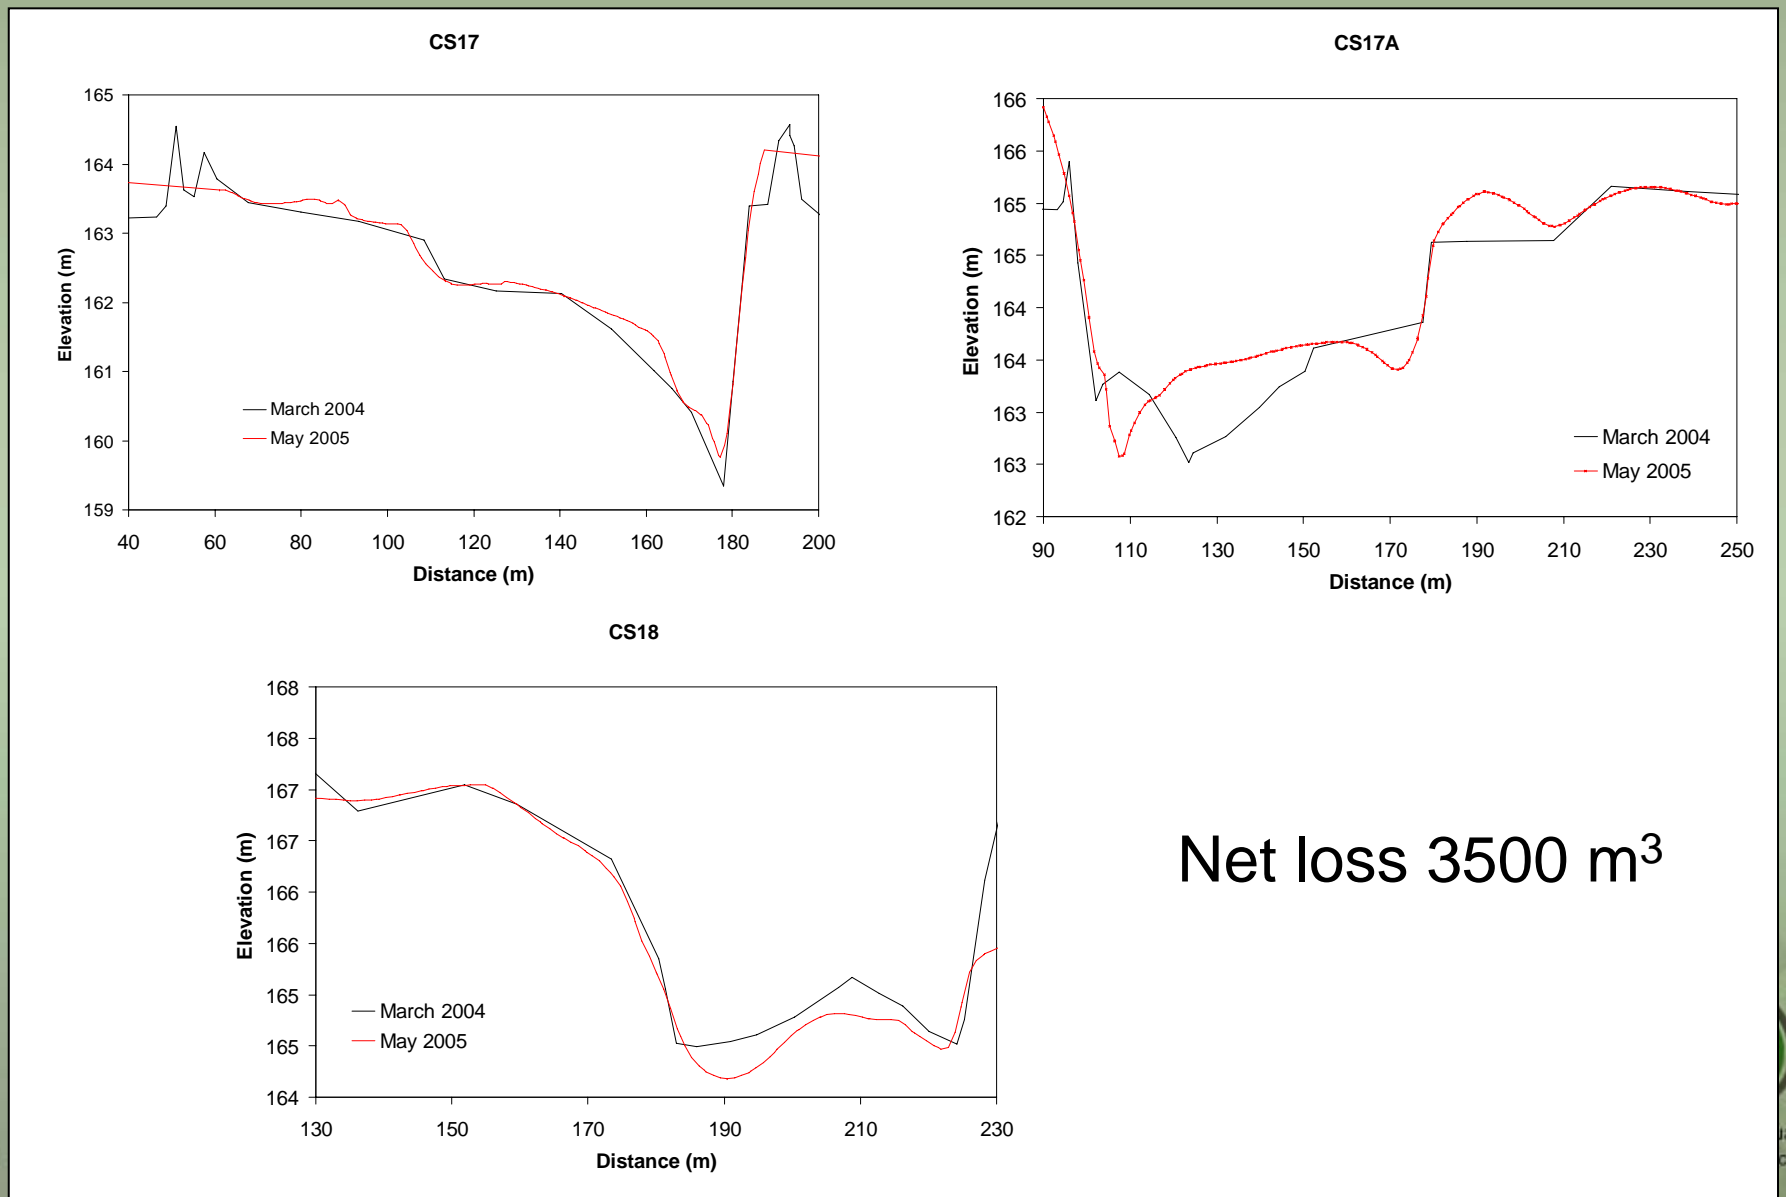 CS17
165
164
163
162
161
160
159
Elevation (m)
March 2004
May 2005
40 60 80 100 120 140 160 180 200
Distance (m)
CS17A
166
166
165
165
164
164
163
163
162
Elevation (m)
March 2004
May 2005
90 110 130 150 170 190 210 230 250
Distance (m)
CS18
168
168
167
167
166
166
165
165
164
Elevation (m)
March 2004
May 2005
130 150 170 190 210 230
Distance (m)
Net loss 3500 m³